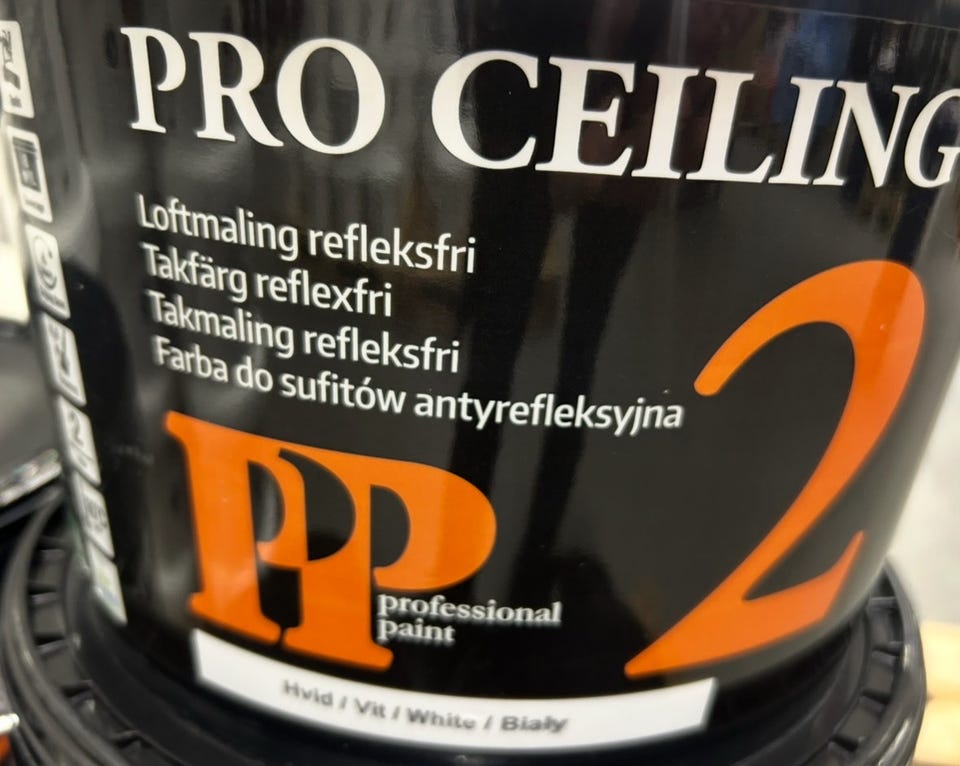 PRO CEILING
Loftmaling refleksfri
Takfärg reflexfri
Takmaling refleksfri
Farba do sufitów antyrefleksyjna
2
PP
professional
paint
Hvid / Vit / White / Biały
2